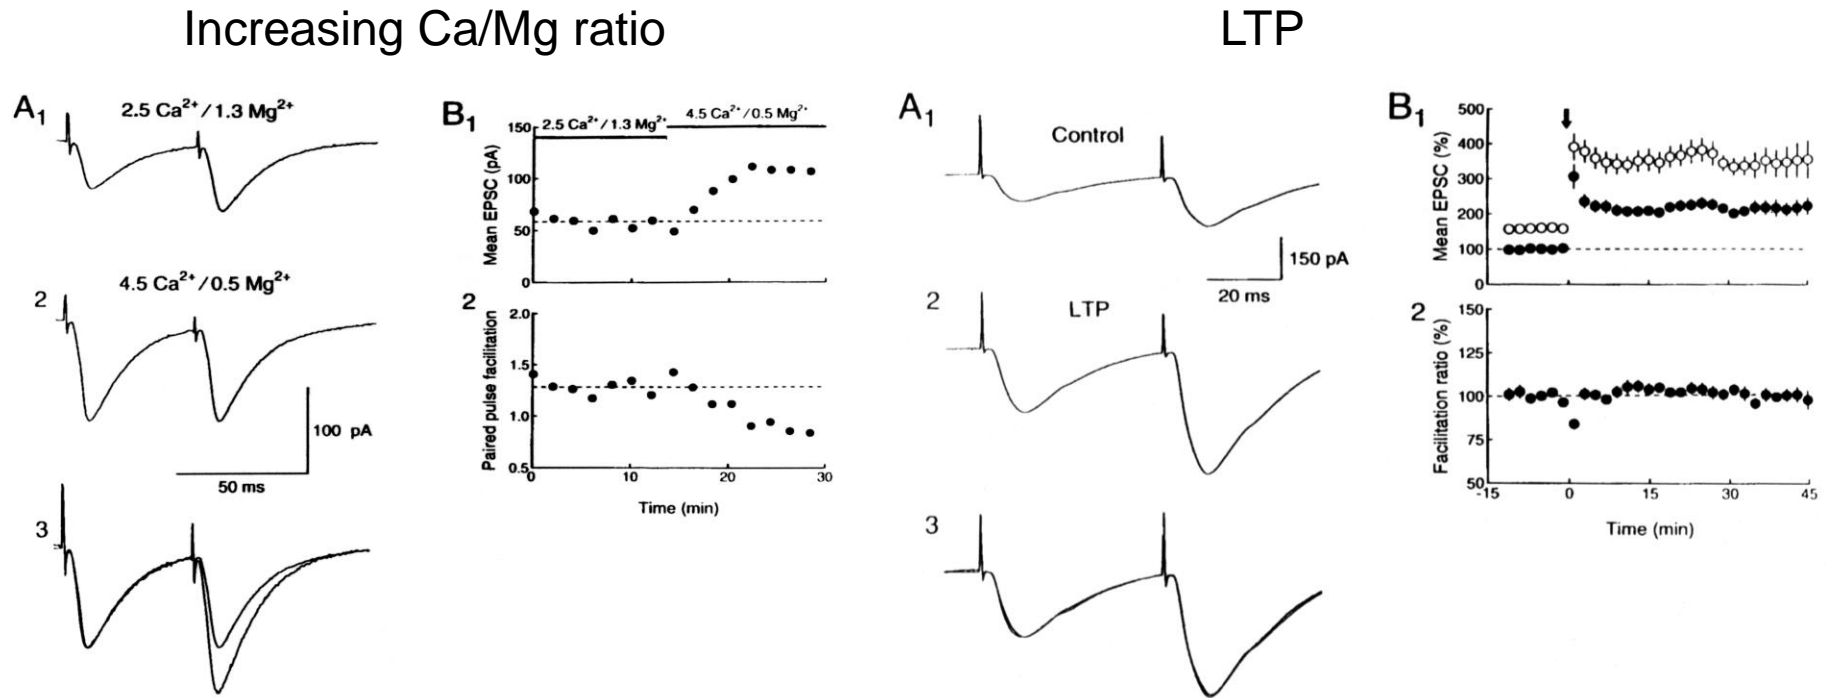 Increasing Ca/Mg ratio
LTP
A1
2.5 Ca2+/1.3 Mg2+
2
4.5 Ca2+/0.5 Mg2+
100 pA
50 ms
3
B1
2.5 Ca2+/1.3 Mg2+
4.5 Ca2+/0.5 Mg2+
Mean EPSC (pA)
150
100
50
0
2
Paired pulse facilitation
2.0
1.5
1.0
0.5
0 10 20 30
Time (min)
A1
Control
150 pA
20 ms
2
LTP
3
B1
Mean EPSC (%)
500
400
300
200
100
0
2
Facilitation ratio (%)
150
125
100
75
50
-15 0 15 30 45
Time (min)